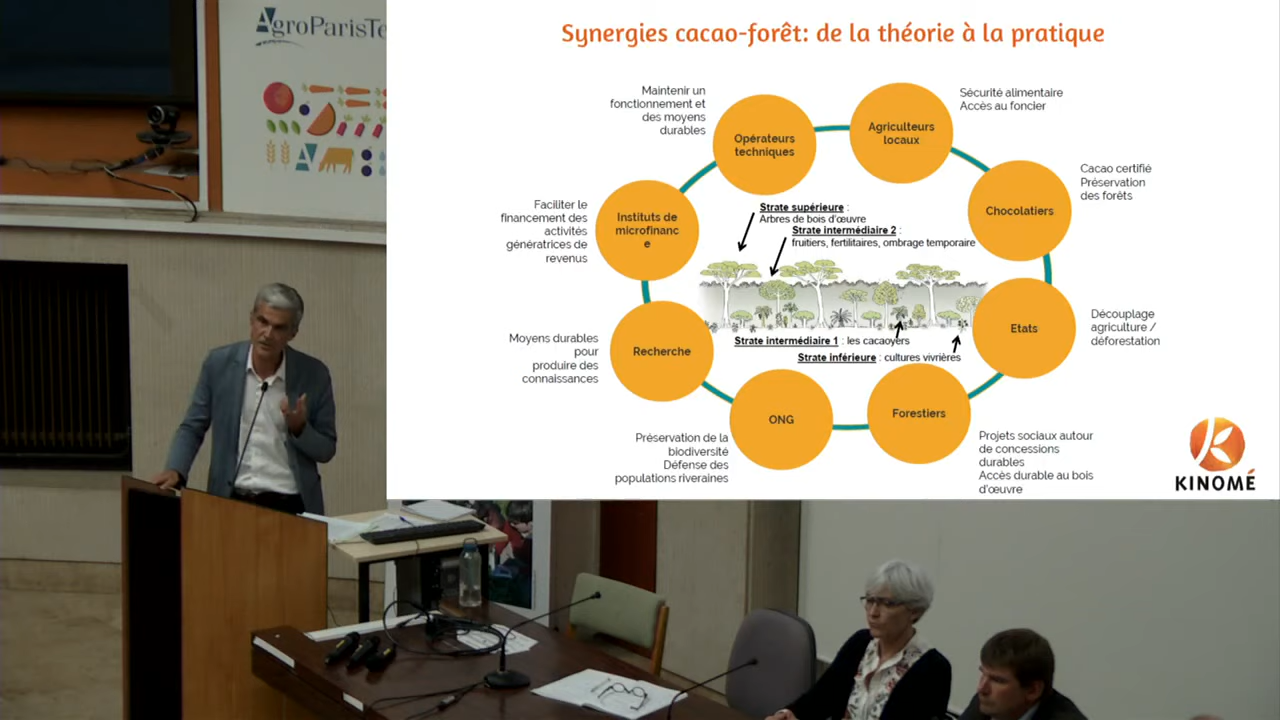 AgroParisTe
Synergies cacao-forêt: de la théorie à la pratique
Maintenir un
fonctionnement et
des moyens
durables
Opérateurs
techniques
Agriculteurs
locaux
Sécurité alimentaire
Accès au foncier
Chocolatiers
Cacao certifié
Préservation
des forêts
Etats
Découplage
agriculture /
déforestation
Forestiers
Projets sociaux autour
de concessions
durables
Accès durable au bois
d'œuvre
ONG
Préservation de la
biodiversité
Défense des
populations riveraines
Recherche
Moyens durables
pour
produire des
connaissances
Instituts de
microfinanc
e
Faciliter le
financement des
activités
génératrices de
revenus
Strate supérieure :
Arbres de bois d'œuvre
Strate intermédiaire 2 :
fruitiers, fertilitaires, ombrage temporaire
Strate intermédiaire 1 : les cacaoyers
Strate inférieure : cultures vivrières
KINOMÉ